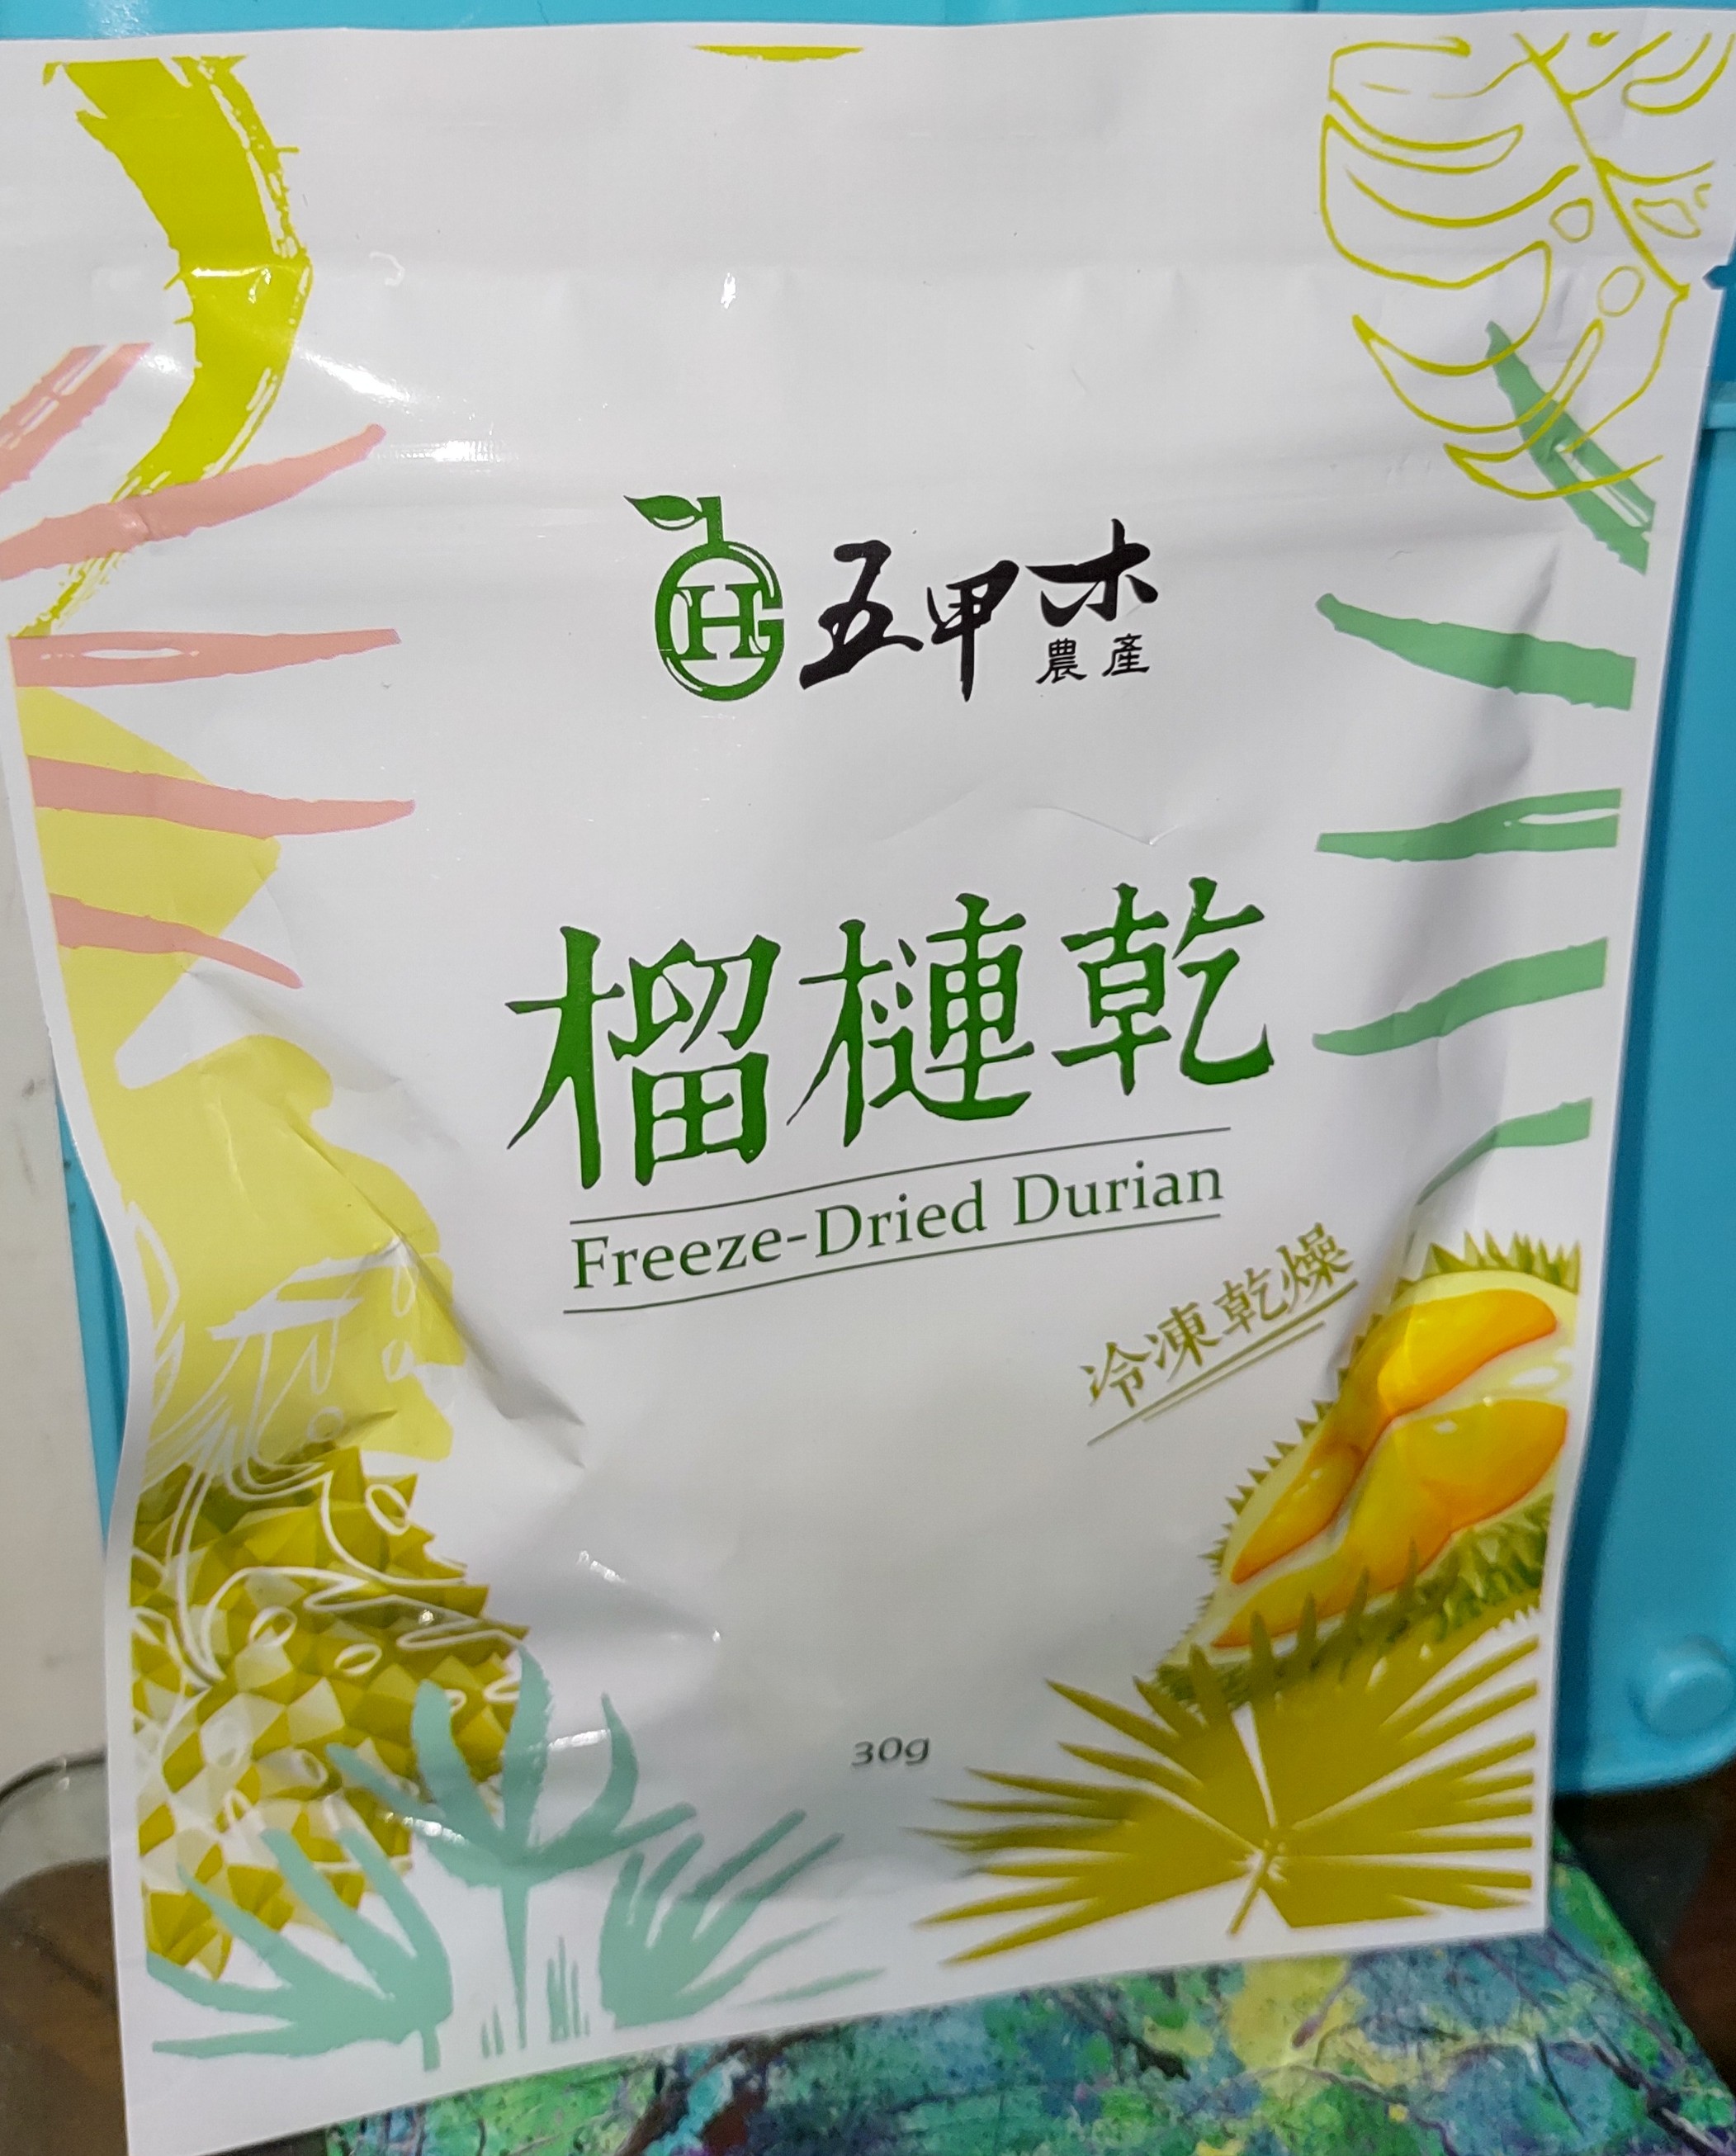 HG 五甲木
農產
榴槤乾
Freeze-Dried Durian
冷凍乾燥
30g